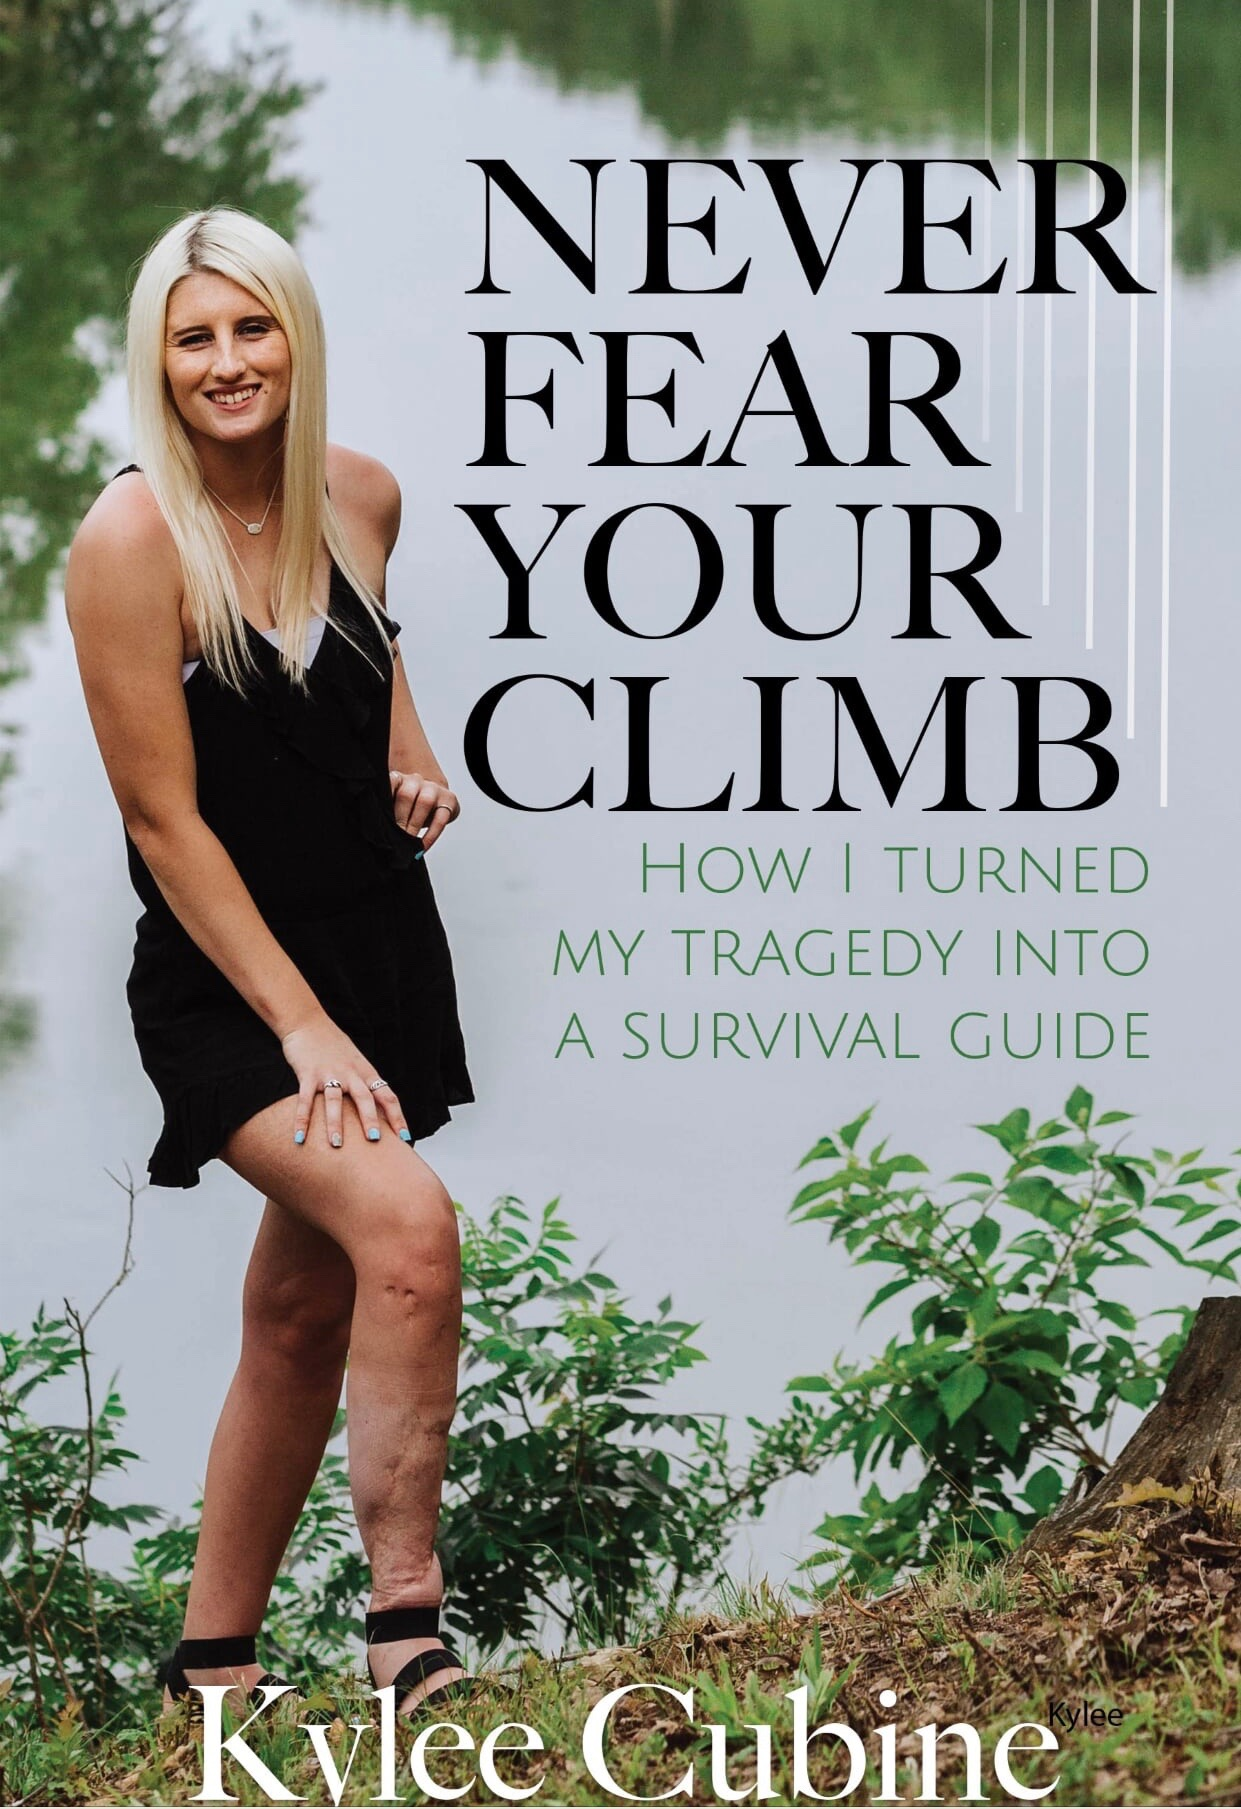 NEVER
FEAR
YOUR
CLIMB
HOW I TURNED
MY TRAGEDY INTO
A SURVIVAL GUIDE
Kylee Cubine
Kylee